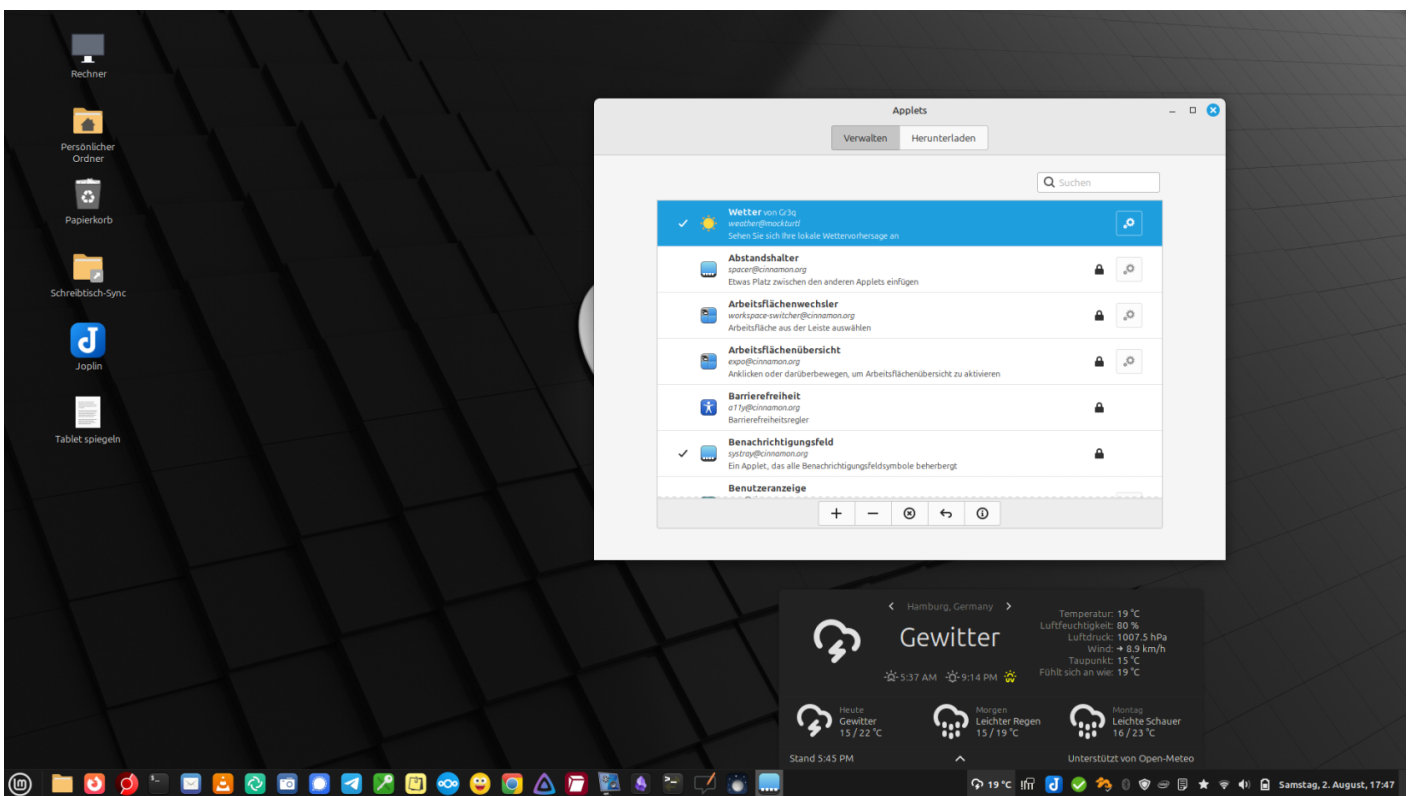 Rechner
Persönlicher
Ordner
Papierkorb
Schreibtisch-Sync
Joplin
Tablet spiegeln
Applets
Verwalten
Herunterladen
Suchen
Wetter von Gr3q
weather@mockturtl
Sehen Sie sich Ihre lokale Wettervorhersage an
Abstandshalter
spacer@cinnamon.org
Etwas Platz zwischen den anderen Applets einfügen
Arbeitsflächenwechsler
workspace-switcher@cinnamon.org
Arbeitsfläche aus der Leiste auswählen
Arbeitsflächenübersicht
expo@cinnamon.org
Anklicken oder darüberbewegen, um Arbeitsflächenübersicht zu aktivieren
Barrierefreiheit
a11y@cinnamon.org
Barrierefreiheitsregler
Benachrichtigungsfeld
systray@cinnamon.org
Ein Applet, das alle Benachrichtigungsfeldsymbole beherbergt
Benutzeranzeige
Hamburg, Germany
Gewitter
5:37 AM 9:14 PM UV
Temperatur: 19 °C
Luftfeuchtigkeit: 80 %
Luftdruck: 1007.5 hPa
Wind: → 8.9 km/h
Taupunkt: 15 °C
Fühlt sich an wie: 19 °C
Heute
Gewitter
15 / 22 °C
Morgen
Leichter Regen
15 / 19 °C
Montag
Leichte Schauer
16 / 23 °C
Stand 5:45 PM
Unterstützt von Open-Meteo
19 °C
Samstag, 2. August, 17:47